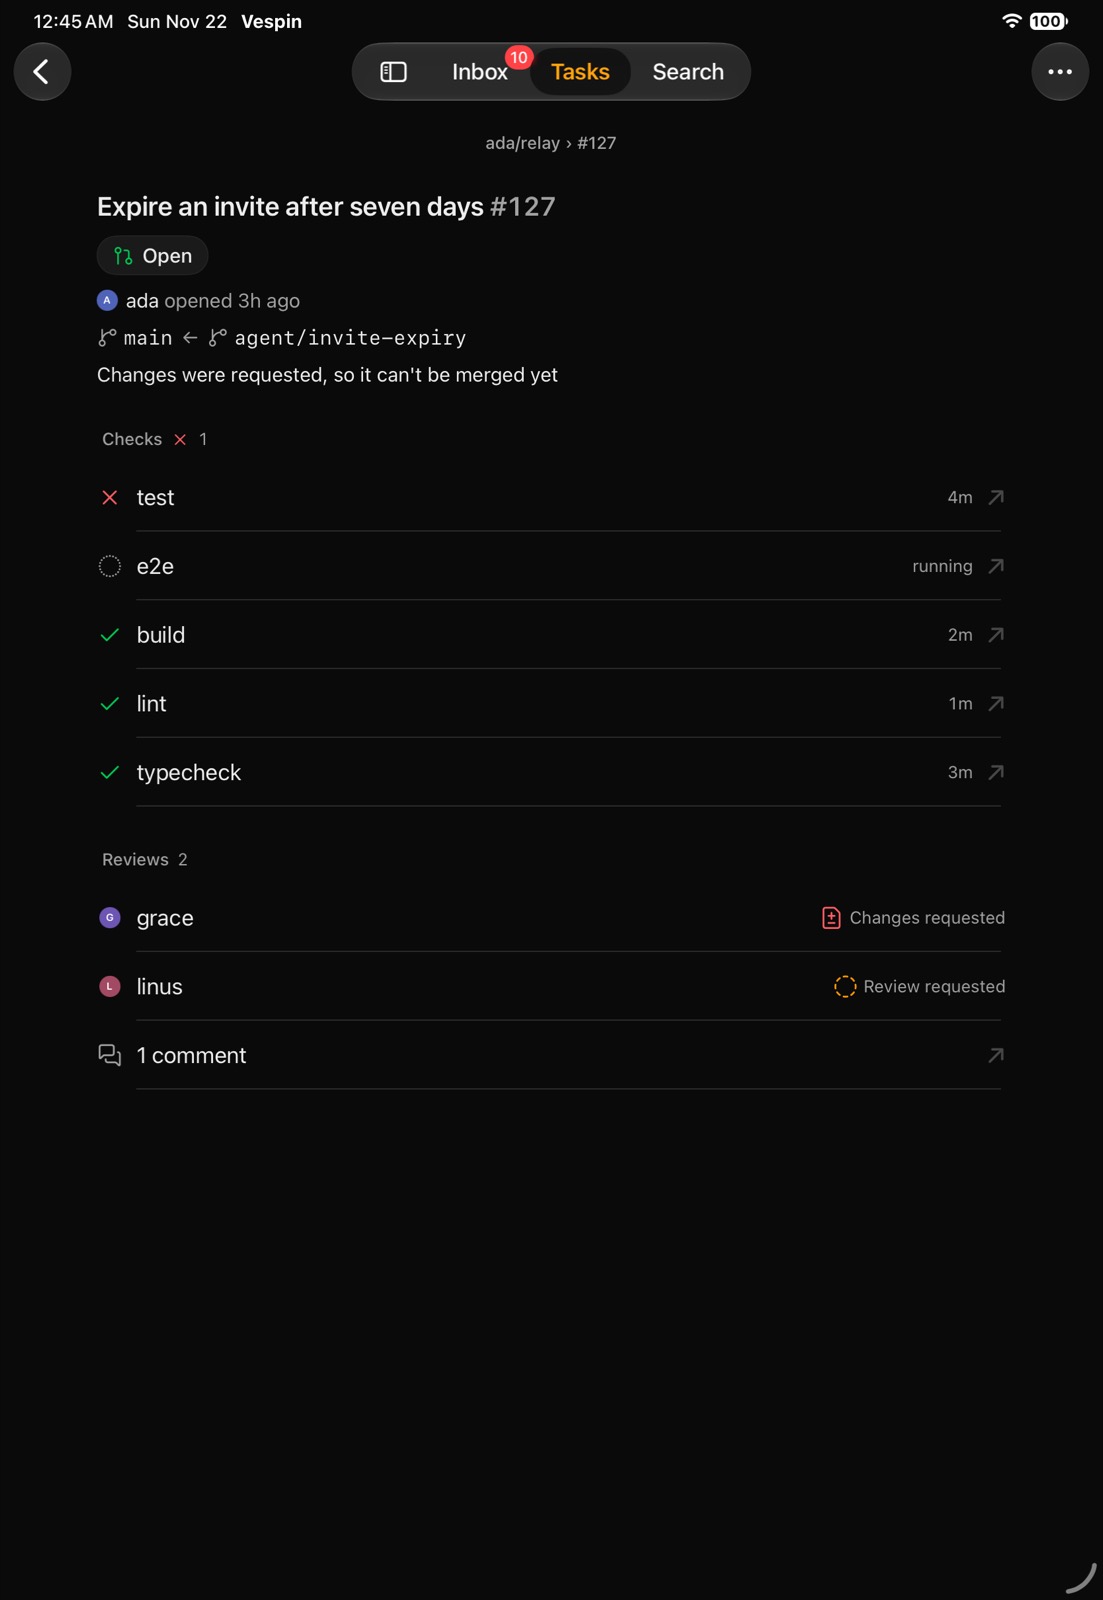 12:45 AM Sun Nov 22 Vespin
100
Inbox 10 Tasks Search
ada/relay › #127
Expire an invite after seven days #127
Open
A ada opened 3h ago
main ← agent/invite-expiry
Changes were requested, so it can't be merged yet
Checks 1
test 4m
e2e running
build 2m
lint 1m
typecheck 3m
Reviews 2
G grace Changes requested
L linus Review requested
1 comment